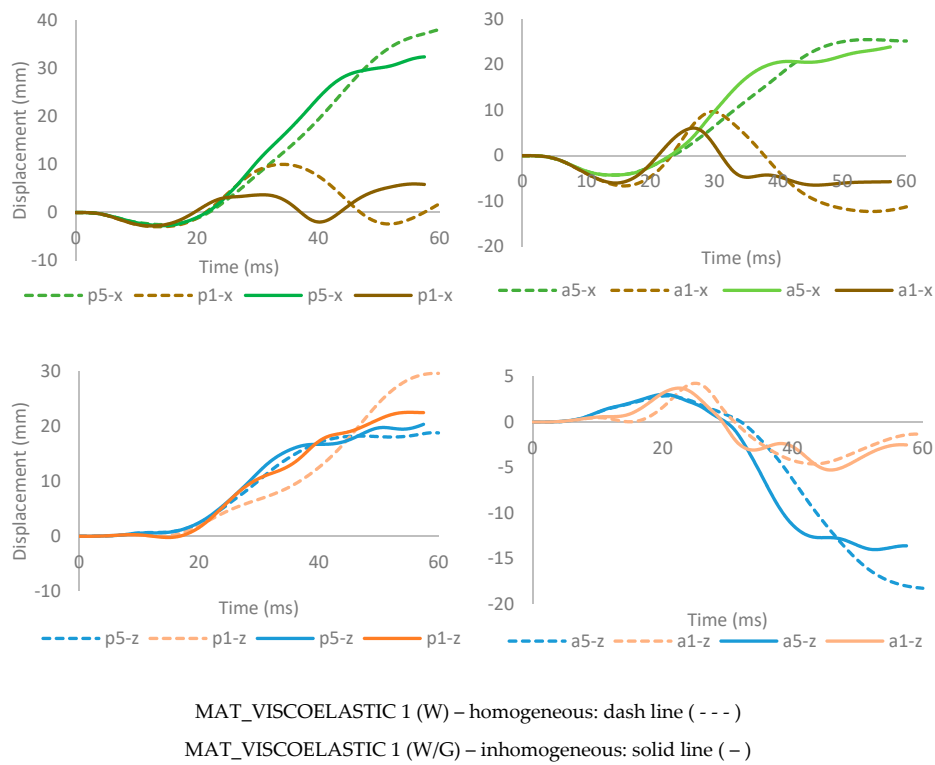 40
30
20
10
0
-10
0 20 40 60
Displacement (mm)
Time (ms)
p5-x p1-x p5-x p1-x
30
20
10
0
-10
-20
0 10 20 30 40 50 60
Time (ms)
a5-x a1-x a5-x a1-x
30
20
10
0
-10
0 20 40 60
Displacement (mm)
Time (ms)
p5-z p1-z p5-z p1-z
5
0
-5
-10
-15
-20
0 20 40 60
Time (ms)
a5-z a1-z a5-z a1-z
MAT_VISCOELASTIC 1 (W) – homogeneous: dash line ( - - - )
MAT_VISCOELASTIC 1 (W/G) – inhomogeneous: solid line ( – )